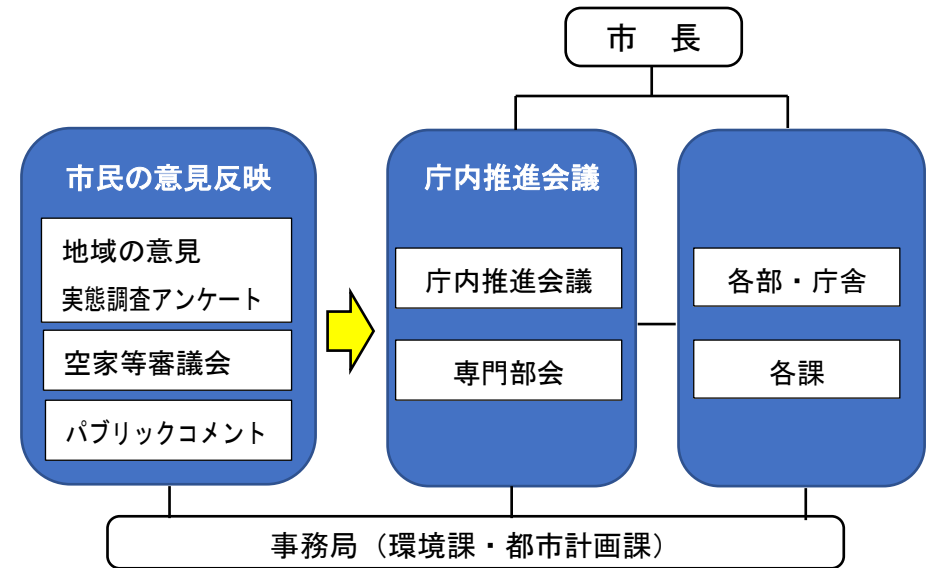 市　長
市民の意見反映
地域の意見
実態調査アンケート
空家等審議会
パブリックコメント
庁内推進会議
庁内推進会議
専門部会
各部・庁舎
各課
事務局（環境課・都市計画課）